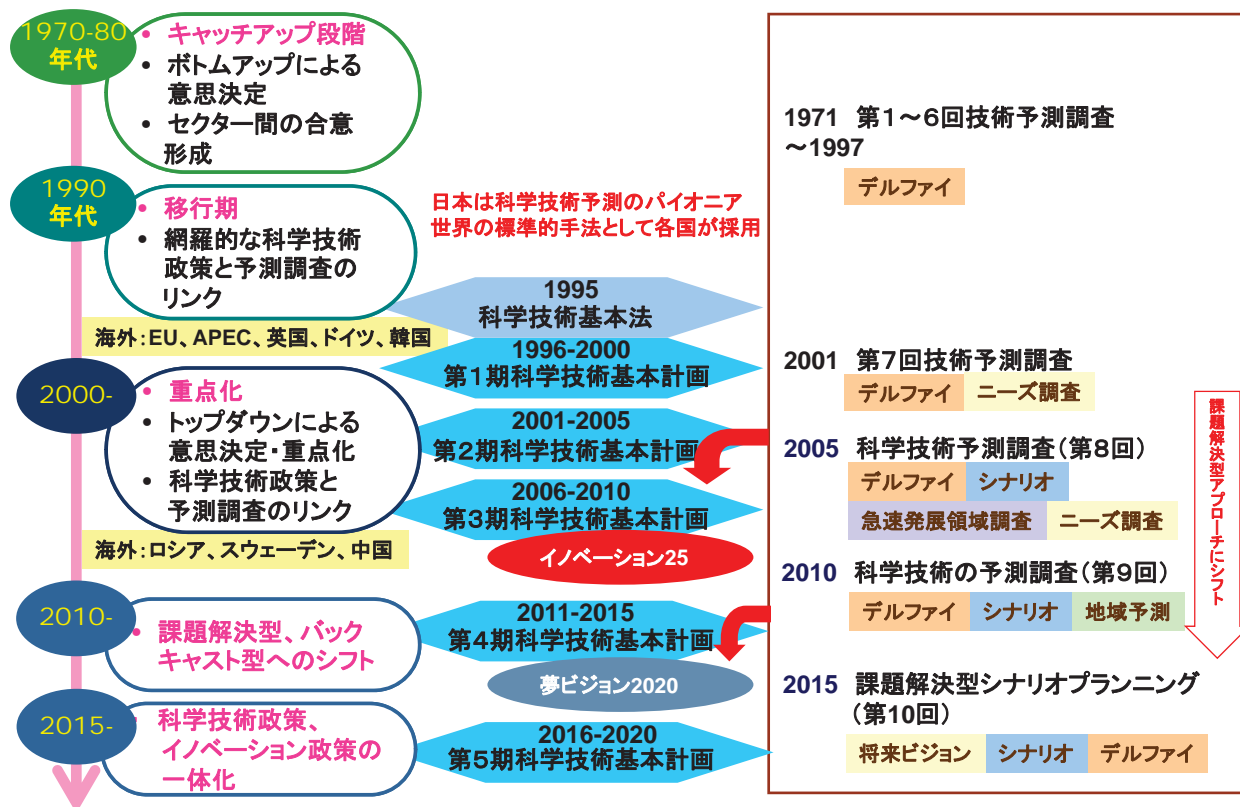 1970-80
年代
• キャッチアップ段階
• ボトムアップによる
意思決定
• セクター間の合意
形成
1990
年代
• 移行期
• 網羅的な科学技術
政策と予測調査の
リンク
海外：EU、APEC、英国、ドイツ、韓国
2000-
• 重点化
• トップダウンによる
意思決定・重点化
• 科学技術政策と
予測調査のリンク
海外：ロシア、スウェーデン、中国
2010-
• 課題解決型、バック
キャスト型へのシフト
2015-
• 科学技術政策、
イノベーション政策の
一体化
日本は科学技術予測のパイオニア
世界の標準的手法として各国が採用
1995
科学技術基本法
1996-2000
第１期科学技術基本計画
2001-2005
第２期科学技術基本計画
2006-2010
第３期科学技術基本計画
イノベーション25
2011-2015
第４期科学技術基本計画
夢ビジョン2020
2016-2020
第５期科学技術基本計画
1971 第１～６回技術予測調査
～1997
デルファイ
2001 第７回技術予測調査
デルファイ ニーズ調査
2005 科学技術予測調査（第８回）
デルファイ シナリオ
急速発展領域調査 ニーズ調査
2010 科学技術の予測調査（第９回）
デルファイ シナリオ 地域予測
2015 課題解決型シナリオプランニング
（第10回）
将来ビジョン シナリオ デルファイ
課題解決型アプローチにシフト